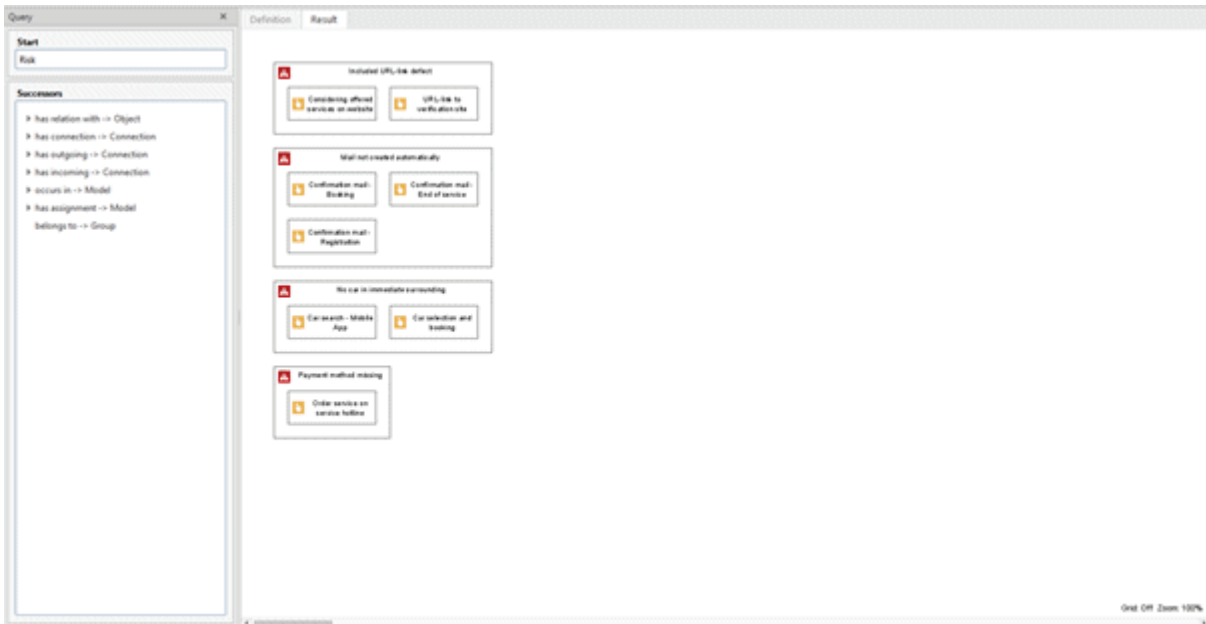 Query
Start
Risk
Successors
has relation with -> Object
has connection -> Connection
has outgoing -> Connection
has incoming -> Connection
occurs in -> Model
has assignment -> Model
belongs to -> Group
Definition Result
Included URL-link defect
Considering offered
services on website
URL-link to
verification site
Mail not created automatically
Confirmation mail -
Booking
Confirmation mail -
End of service
Confirmation mail -
Registration
No car in immediate surrounding
Car search - Mobile
App
Car selection and
booking
Payment method missing
Order service on
service hotline
Grid: Off Zoom: 100%